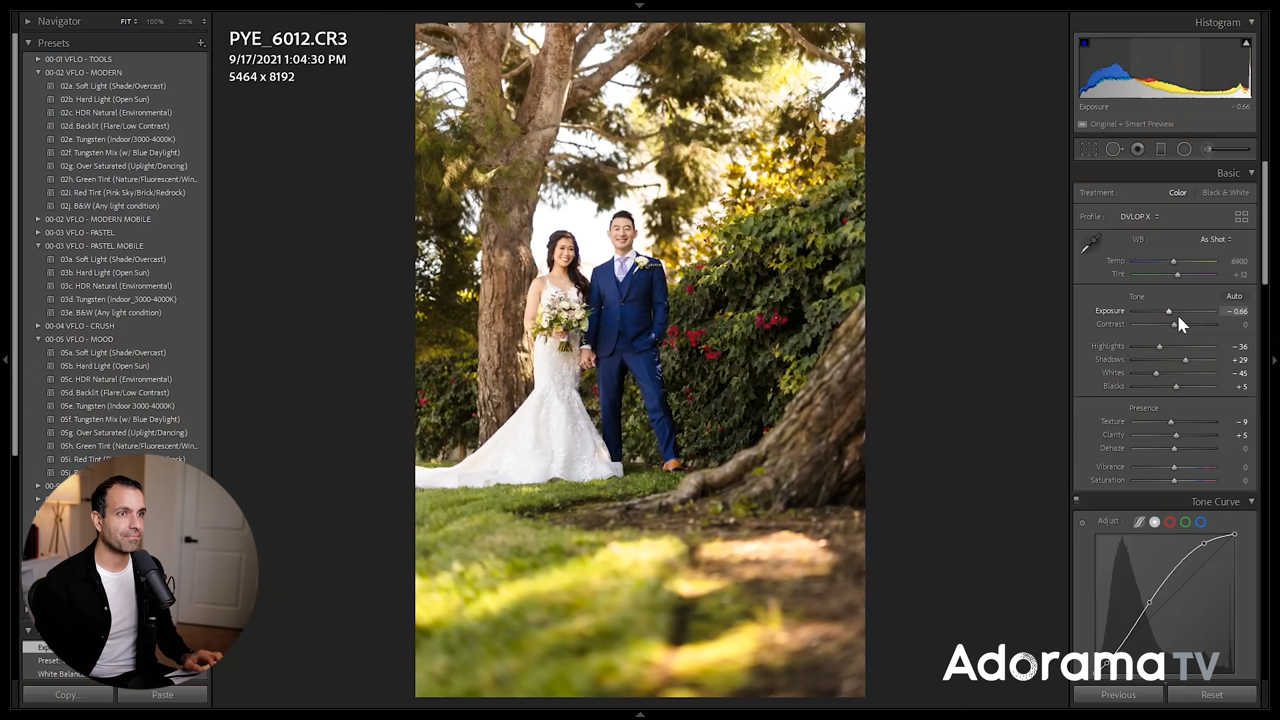 Navigator FIT 100% 25%
Presets
00-01 VFLO - TOOLS
00-02 VFLO - MODERN
02a. Soft Light (Shade/Overcast)
02b. Hard Light (Open Sun)
02c. HDR Natural (Environmental)
02d. Backlit (Flare/Low Contrast)
02e. Tungsten (Indoor/3000-4000K)
02f. Tungsten Mix (w/ Blue Daylight)
02g. Over Saturated (Uplight/Dancing)
02h. Green Tint (Nature/Fluorescent/Win...
02i. Red Tint (Pink Sky/Brick/Redrock)
02j. B&W (Any light condition)
00-02 VFLO - MODERN MOBILE
00-03 VFLO - PASTEL
00-03 VFLO - PASTEL MOBILE
03a. Soft Light (Shade/Overcast)
03b. Hard Light (Open Sun)
03c. HDR Natural (Environmental)
03d. Tungsten (Indoor_3000-4000K)
03e. B&W (Any light condition)
00-04 VFLO - CRUSH
00-05 VFLO - MOOD
05a. Soft Light (Shade/Overcast)
05b. Hard Light (Open Sun)
05c. HDR Natural (Environmental)
05d. Backlit (Flare/Low Contrast)
05e. Tungsten (Indoor 3000-4000K)
05f. Tungsten Mix (w/ Blue Daylight)
05g. Over Saturated (Uplight/Dancing)
05h. Green Tint (Nature/Fluorescent/Win...
Preset:
White Balanc
Copy... Paste
PYE_6012.CR3
9/17/2021 1:04:30 PM
5464 x 8192
Histogram
Exposure - 0.66
Original + Smart Preview
Basic
Treatment: Color Black & White
Profile: DVLOP X
WB: As Shot
Temp 6900
Tint + 12
Tone Auto
Exposure - 0.66
Contrast 0
Highlights - 36
Shadows + 29
Whites - 45
Blacks + 5
Presence
Texture - 9
Clarity + 5
Dehaze 0
Vibrance 0
Saturation 0
Tone Curve
Adjust:
Previous Reset
Adorama TV